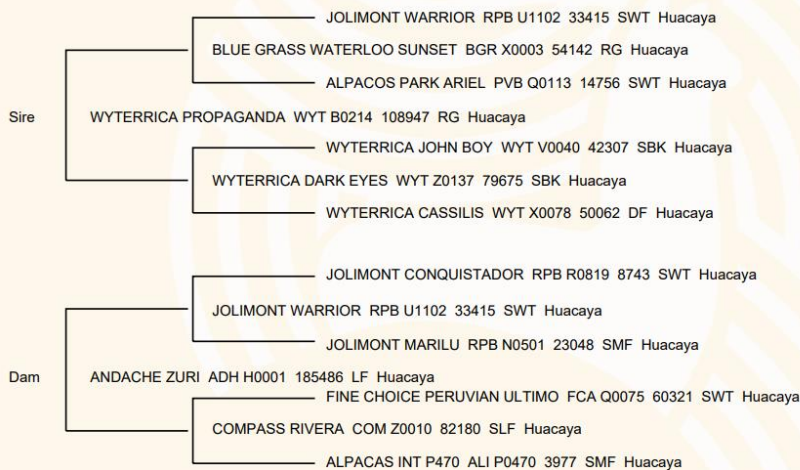 JOLIMONT WARRIOR RPB U1102 33415 SWT Huacaya
BLUE GRASS WATERLOO SUNSET BGR X0003 54142 RG Huacaya
ALPACOS PARK ARIEL PVB Q0113 14756 SWT Huacaya
Sire WYTERRICA PROPAGANDA WYT B0214 108947 RG Huacaya
WYTERRICA JOHN BOY WYT V0040 42307 SBK Huacaya
WYTERRICA DARK EYES WYT Z0137 79675 SBK Huacaya
WYTERRICA CASSILIS WYT X0078 50062 DF Huacaya
JOLIMONT CONQUISTADOR RPB R0819 8743 SWT Huacaya
JOLIMONT WARRIOR RPB U1102 33415 SWT Huacaya
JOLIMONT MARILU RPB N0501 23048 SMF Huacaya
Dam ANDACHE ZURI ADH H0001 185486 LF Huacaya
FINE CHOICE PERUVIAN ULTIMO FCA Q0075 60321 SWT Huacaya
COMPASS RIVERA COM Z0010 82180 SLF Huacaya
ALPACAS INT P470 ALI P0470 3977 SMF Huacaya